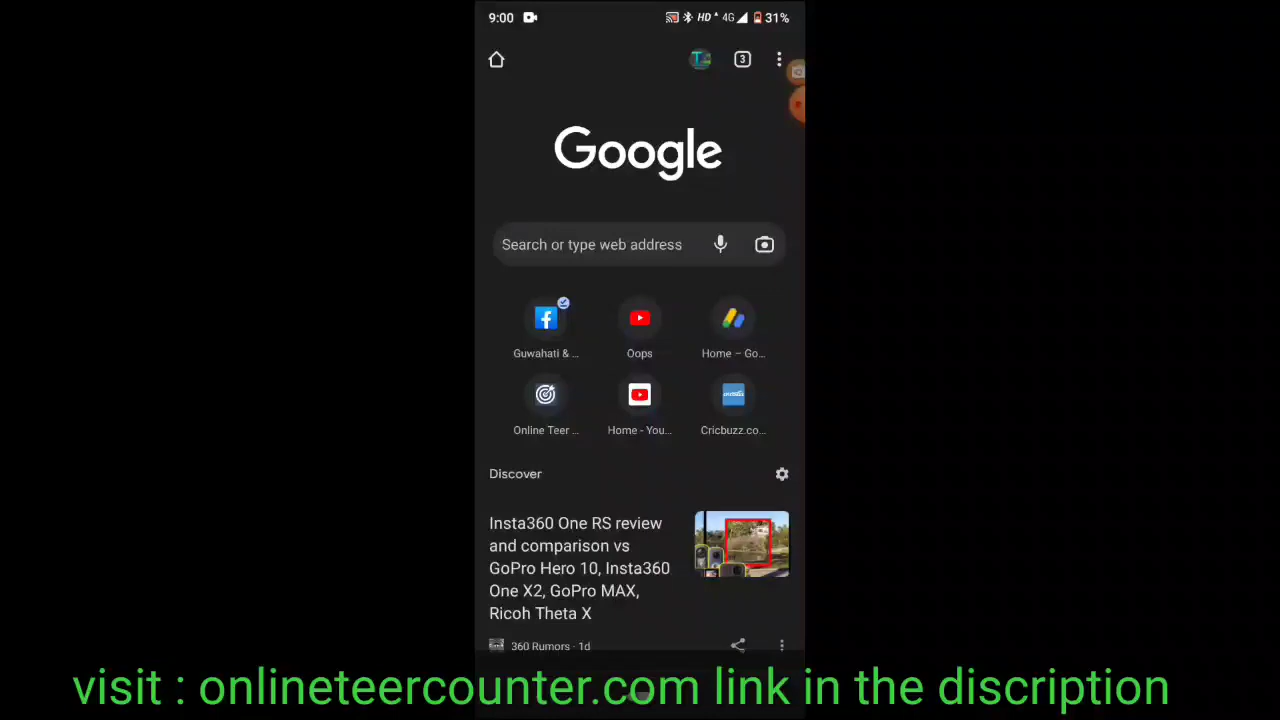 9:00 HD 4G 31%
3
Google
Search or type web address
Guwahati & ... Oops Home – Go...
Online Teer ... Home - You... Cricbuzz.co...
Discover
Insta360 One RS review
and comparison vs
GoPro Hero 10, Insta360
One X2, GoPro MAX,
Ricoh Theta X
360 Rumors · 1d
visit : onlineteercounter.com link in the discription